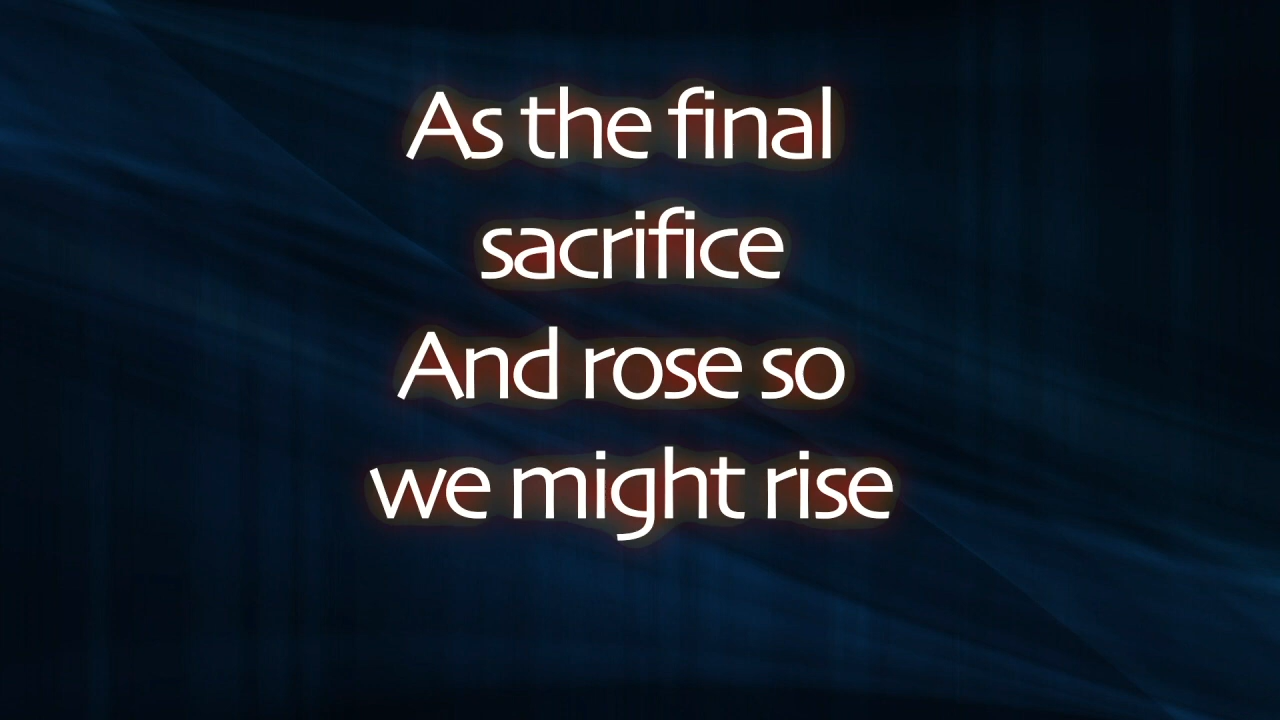 As the final
sacrifice
And rose so
we might rise